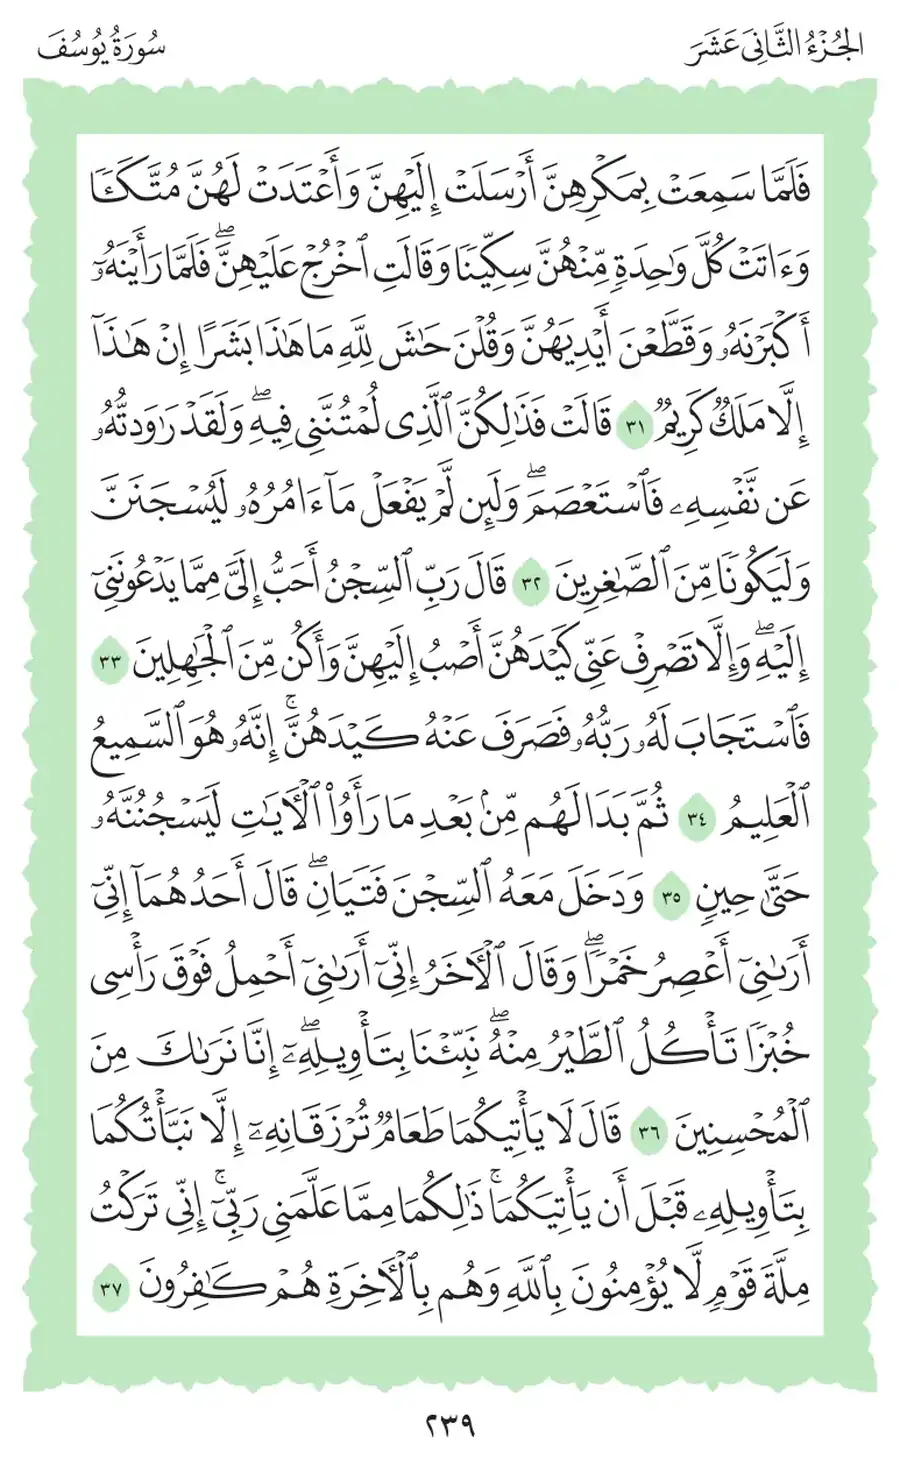 الجُزْءُ الثَّانِيَ عَشَرَ
سُورَةُ يُوسُفَ
فَلَمَّا سَمِعَتْ بِمَكْرِهِنَّ أَرْسَلَتْ إِلَيْهِنَّ وَأَعْتَدَتْ لَهُنَّ مُتَّكَـًٔا
وَءَاتَتْ كُلَّ وَٰحِدَةٍ مِّنْهُنَّ سِكِّينًا وَقَالَتِ ٱخْرُجْ عَلَيْهِنَّۖ فَلَمَّا رَأَيْنَهُۥٓ
أَكْبَرْنَهُۥ وَقَطَّعْنَ أَيْدِيَهُنَّ وَقُلْنَ حَٰشَ لِلَّهِ مَا هَٰذَا بَشَرًا إِنْ هَٰذَآ
إِلَّا مَلَكٌ كَرِيمٌ ٣١ قَالَتْ فَذَٰلِكُنَّ ٱلَّذِى لُمْتُنَّنِى فِيهِۖ وَلَقَدْ رَٰوَدتُّهُۥ
عَن نَّفْسِهِۦ فَٱسْتَعْصَمَۖ وَلَئِن لَّمْ يَفْعَلْ مَآ ءَامُرُهُۥ لَيُسْجَنَنَّ
وَلَيَكُونًا مِّنَ ٱلصَّٰغِرِينَ ٣٢ قَالَ رَبِّ ٱلسِّجْنُ أَحَبُّ إِلَىَّ مِمَّا يَدْعُونَنِىٓ
إِلَيْهِۖ وَإِلَّا تَصْرِفْ عَنِّى كَيْدَهُنَّ أَصْبُ إِلَيْهِنَّ وَأَكُن مِّنَ ٱلْجَٰهِلِينَ ٣٣
فَٱسْتَجَابَ لَهُۥ رَبُّهُۥ فَصَرَفَ عَنْهُ كَيْدَهُنَّۚ إِنَّهُۥ هُوَ ٱلسَّمِيعُ
ٱلْعَلِيمُ ٣٤ ثُمَّ بَدَا لَهُم مِّنۢ بَعْدِ مَا رَأَوُا۟ ٱلْـَٔايَٰتِ لَيَسْجُنُنَّهُۥ
حَتَّىٰ حِينٍ ٣٥ وَدَخَلَ مَعَهُ ٱلسِّجْنَ فَتَيَانِۖ قَالَ أَحَدُهُمَآ إِنِّىٓ
أَرَىٰنِىٓ أَعْصِرُ خَمْرًاۖ وَقَالَ ٱلْـَٔاخَرُ إِنِّىٓ أَرَىٰنِىٓ أَحْمِلُ فَوْقَ رَأْسِى
خُبْزًا تَأْكُلُ ٱلطَّيْرُ مِنْهُۖ نَبِّئْنَا بِتَأْوِيلِهِۦٓۖ إِنَّا نَرَىٰكَ مِنَ
ٱلْمُحْسِنِينَ ٣٦ قَالَ لَا يَأْتِيكُمَا طَعَامٌ تُرْزَقَانِهِۦٓ إِلَّا نَبَّأْتُكُمَا
بِتَأْوِيلِهِۦ قَبْلَ أَن يَأْتِيَكُمَاۚ ذَٰلِكُمَا مِمَّا عَلَّمَنِى رَبِّىٓۚ إِنِّى تَرَكْتُ
مِلَّةَ قَوْمٍ لَّا يُؤْمِنُونَ بِٱللَّهِ وَهُم بِٱلْـَٔاخِرَةِ هُمْ كَٰفِرُونَ ٣٧
٢٣٩